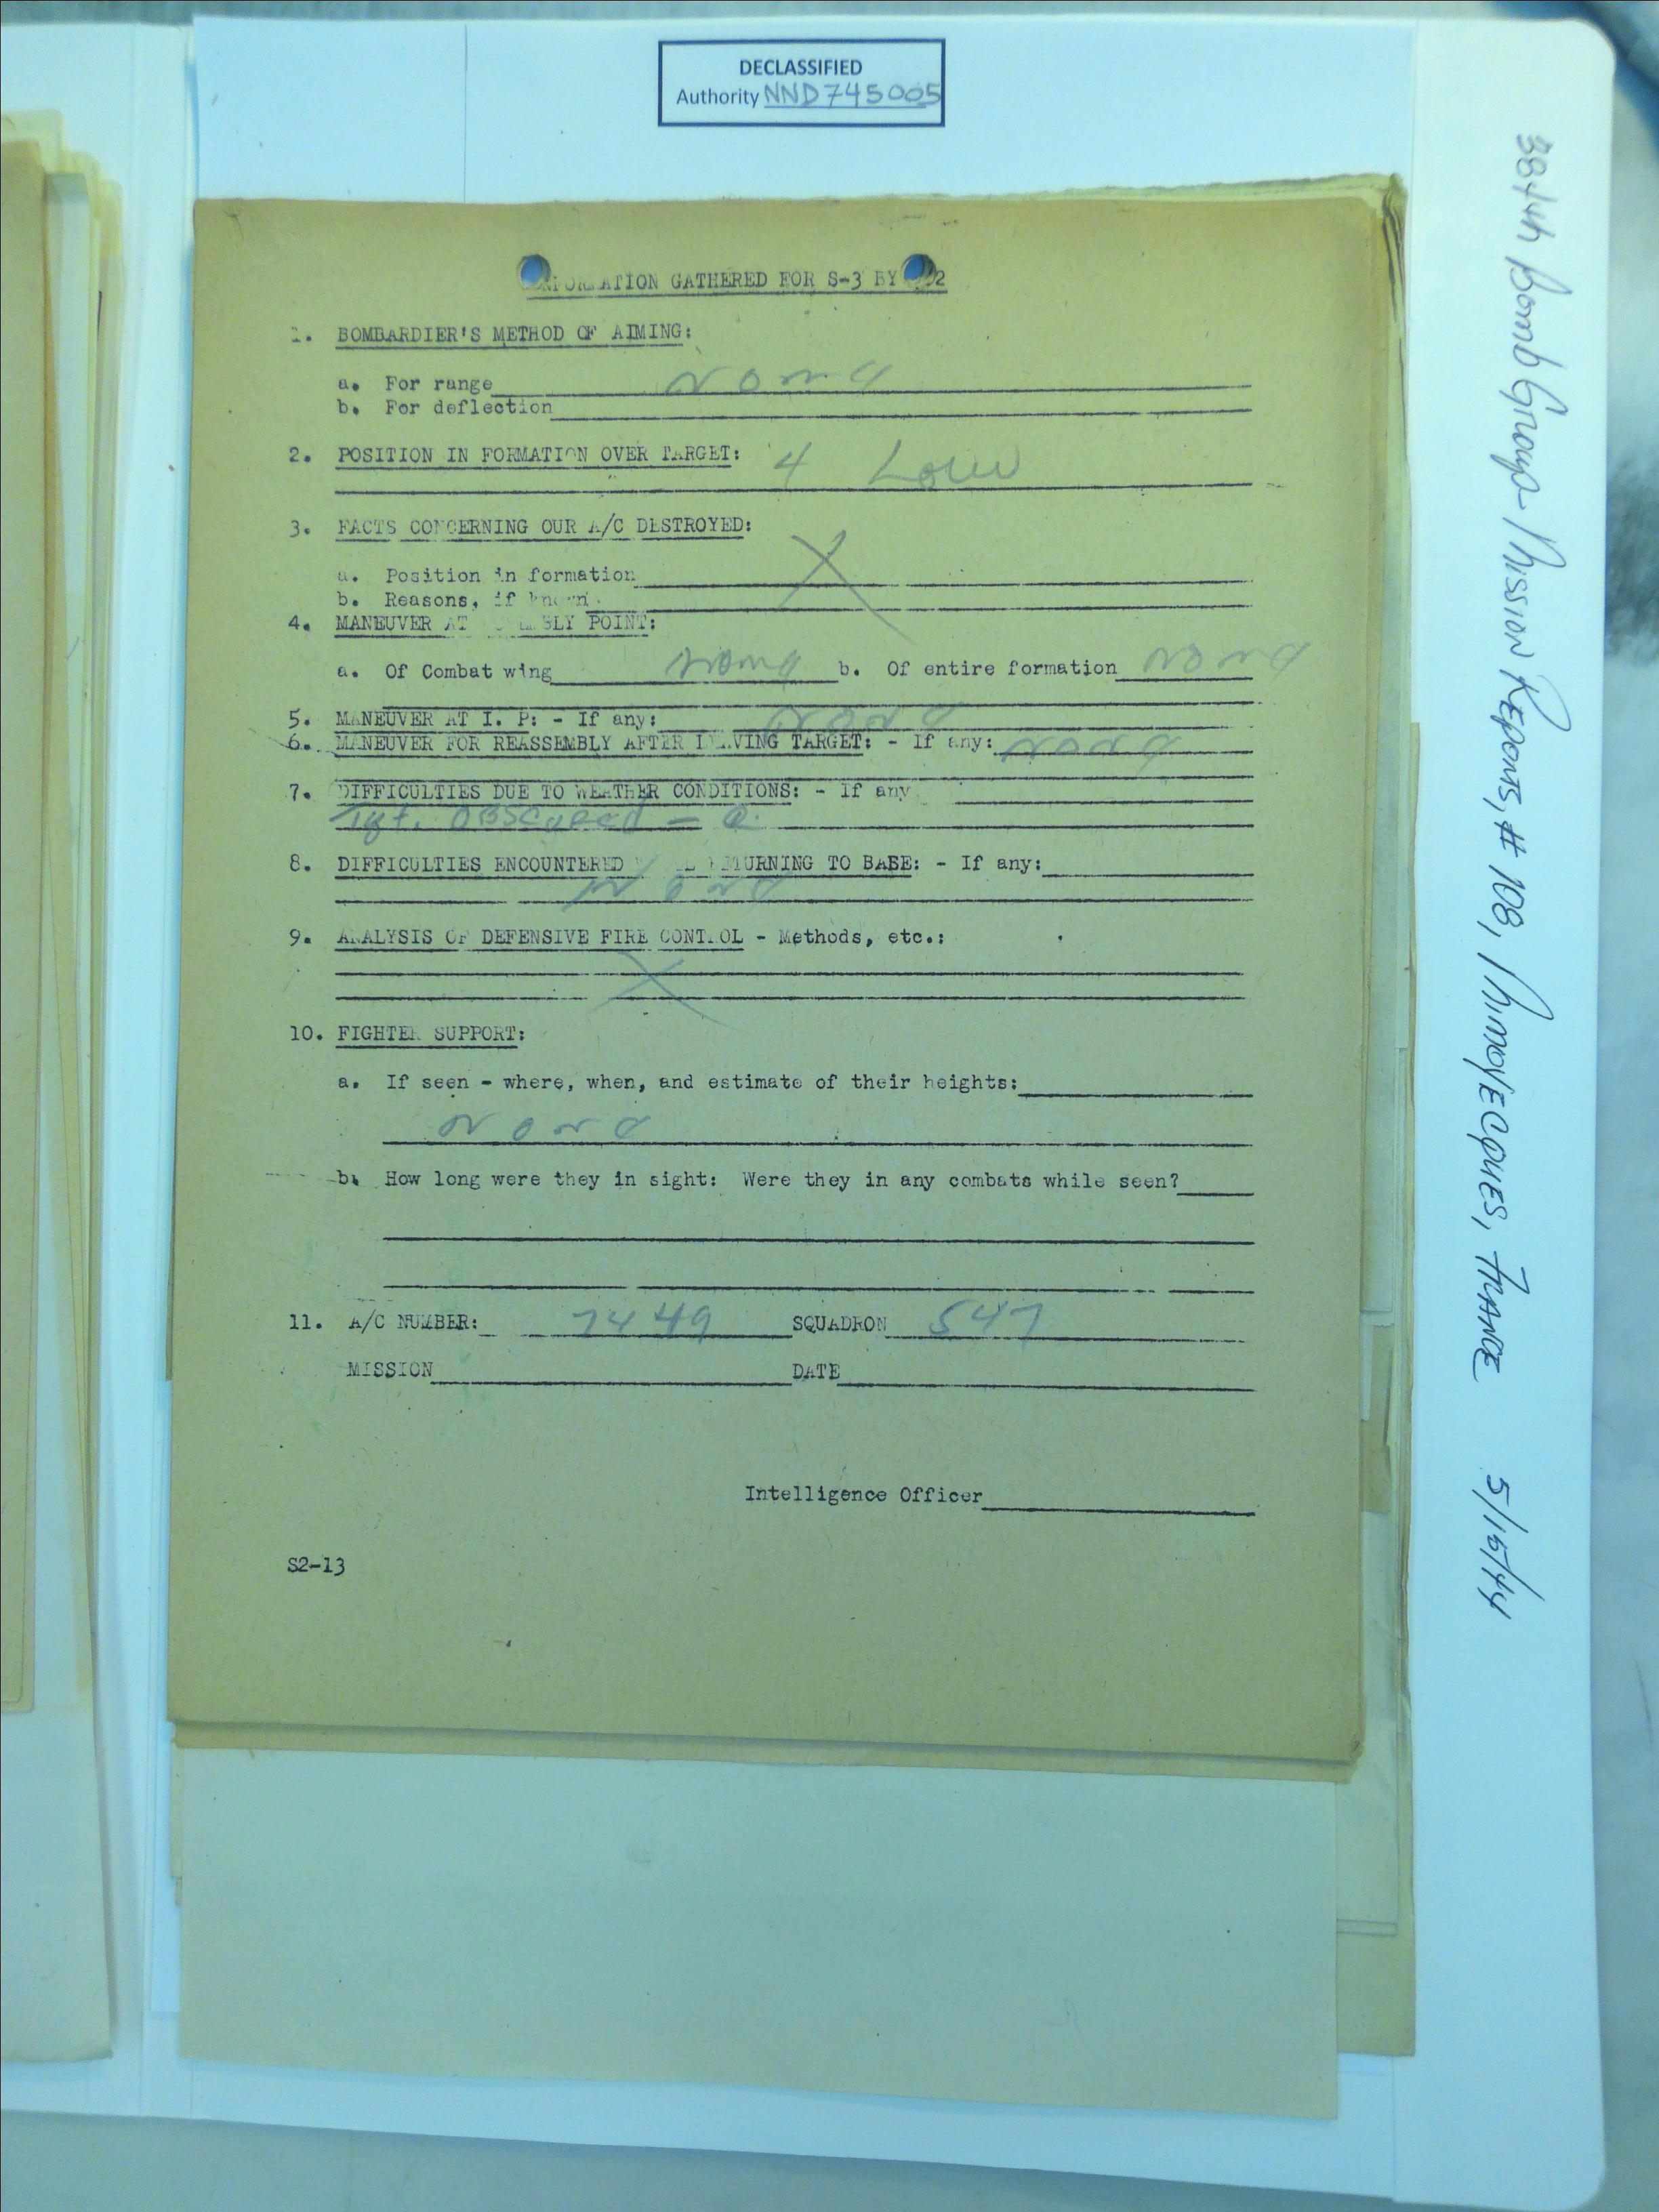 DECLASSIFIED
Authority NND745005
INFORMATION GATHERED FOR S-3 BY S-2
1. BOMBARDIER'S METHOD OF AIMING:
a. For range None
b. For deflection
2. POSITION IN FORMATION OVER TARGET: 4 Low
3. FACTS CONCERNING OUR A/C DESTROYED:
a. Position in formation X
b. Reasons, if known
4. MANEUVER AT ASSEMBLY POINT:
a. Of Combat wing None b. Of entire formation None
5. MANEUVER AT I. P: - If any: None
6. MANEUVER FOR REASSEMBLY AFTER LEAVING TARGET: - If any: None
7. DIFFICULTIES DUE TO WEATHER CONDITIONS: - If any
Tgt. OBSCURED -
8. DIFFICULTIES ENCOUNTERED RETURNING TO BASE: - If any:
None
9. ANALYSIS OF DEFENSIVE FIRE CONTROL - Methods, etc.:
X
10. FIGHTER SUPPORT:
a. If seen - where, when, and estimate of their heights:
None
b. How long were they in sight: Were they in any combats while seen?
11. A/C NUMBER: 7449 SQUADRON 547
MISSION DATE
Intelligence Officer
S2-13
384th Bomb Group - Mission Reports, # 108, Mimoyecques, France 5/15/44